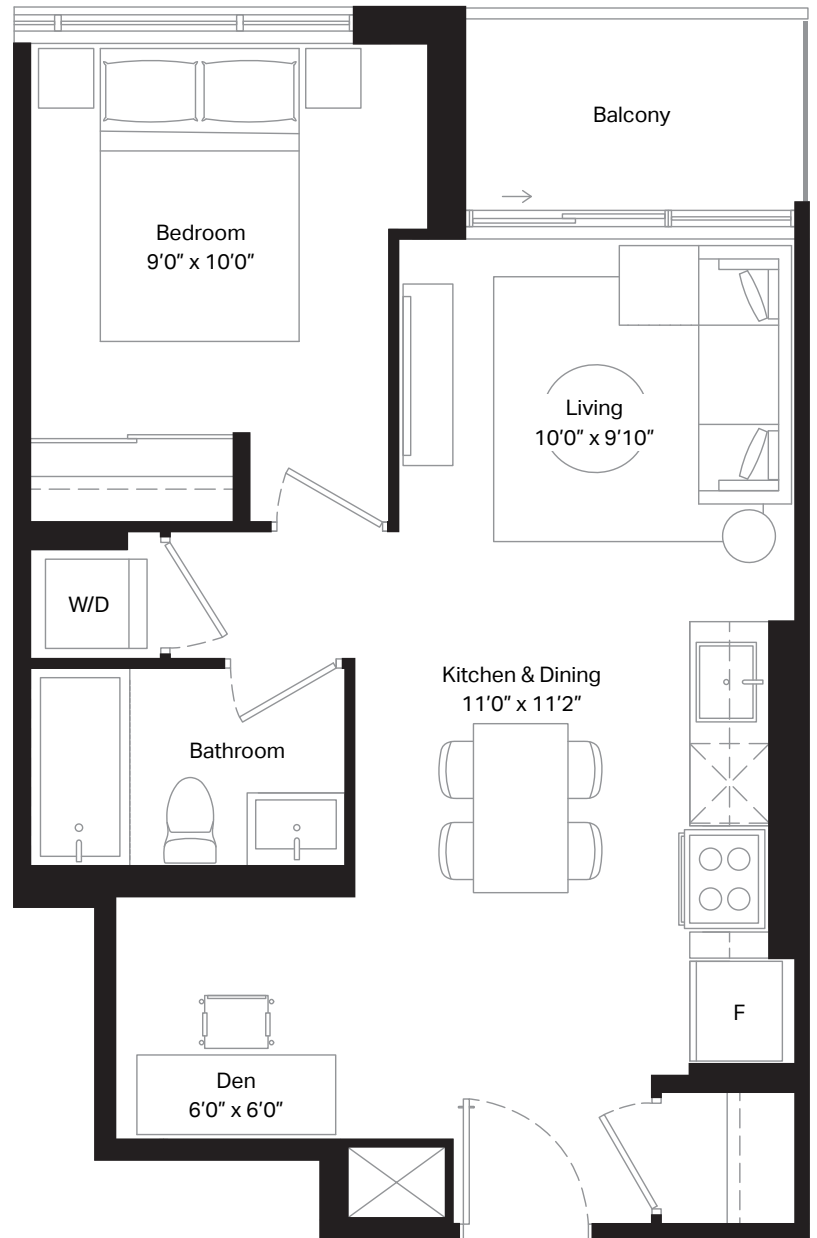 Balcony
Bedroom
9’0” x 10’0”
Living
10’0” x 9’10”
W/D
Kitchen & Dining
11’0” x 11’2”
Bathroom
F
Den
6’0” x 6’0”